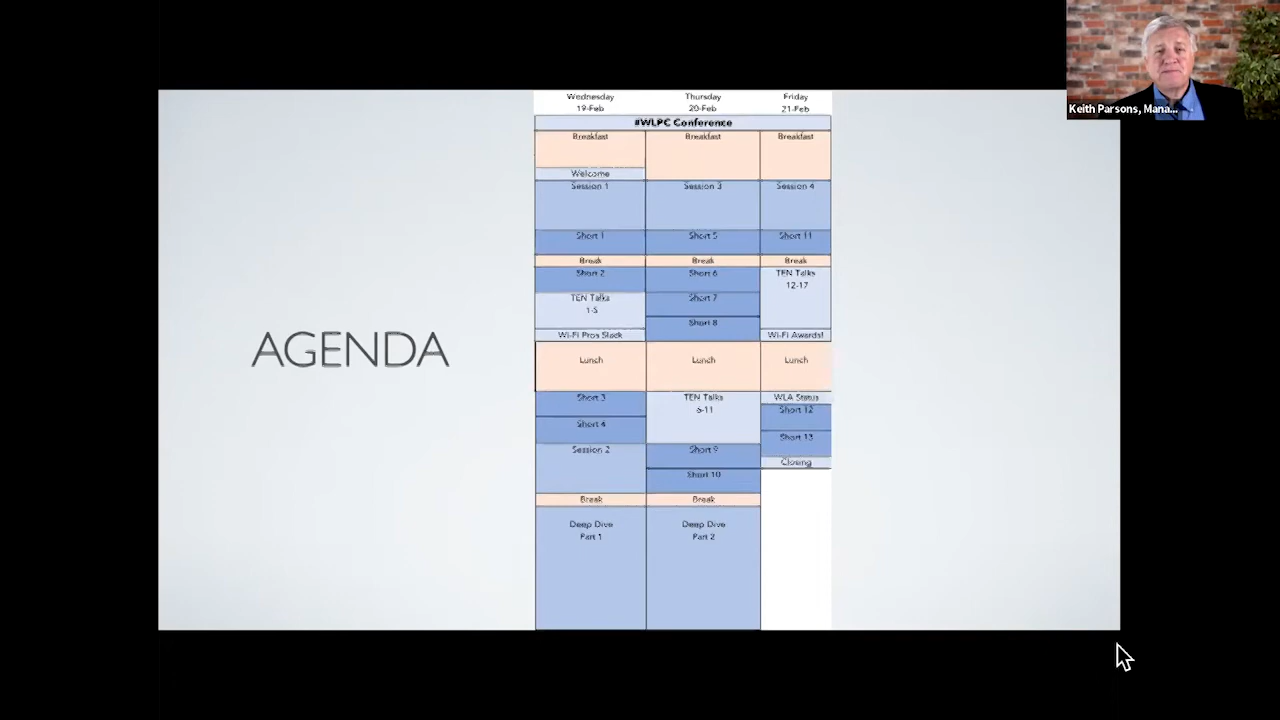 Keith Parsons, Mana...
AGENDA
Wednesday
19-Feb
Thursday
20-Feb
Friday
21-Feb
#WLPC Conference
Breakfast
Breakfast
Breakfast
Welcome
Session 1
Session 3
Session 4
Short 1
Short 5
Short 11
Break
Break
Break
Short 2
Short 6
TEN Talks
12-17
TEN Talks
1-5
Short 7
Short 8
Wi-Fi Pros Slack
Wi-Fi Awards!
Lunch
Lunch
Lunch
Short 3
TEN Talks
6-11
WLA Status
Short 12
Short 4
Short 13
Session 2
Short 9
Closing
Short 10
Break
Break
Deep Dive
Part 1
Deep Dive
Part 2